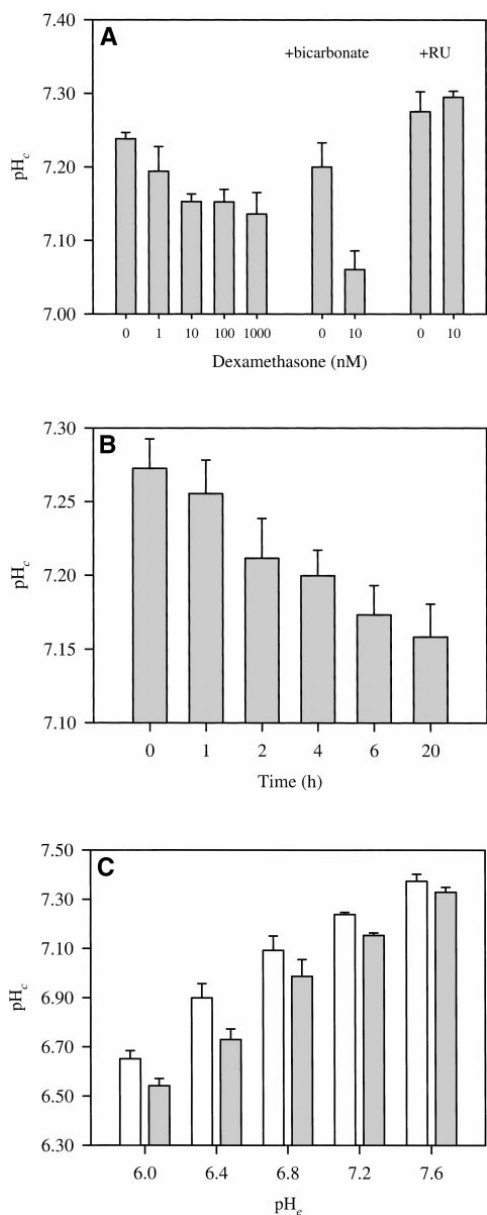 A
7.40
+bicarbonate +RU
7.30
7.20
7.10
7.00
pHc
0 1 10 100 1000 0 10 0 10
Dexamethasone (nM)
B
7.30
7.25
7.20
7.15
7.10
pHc
0 1 2 4 6 20
Time (h)
C
7.50
7.30
7.10
6.90
6.70
6.50
6.30
pHc
6.0 6.4 6.8 7.2 7.6
pHe